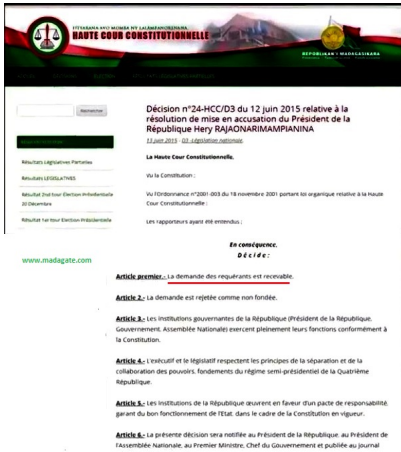 FITSARANA AVO MOMBA NY LALAMPANORENANA
HAUTE COUR CONSTITUTIONNELLE
REPOBLIKAN'I MADAGASIKARA
Rechercher
Décision n°24-HCC/D3 du 12 juin 2015 relative à la
résolution de mise en accusation du Président de la
République Hery RAJAONARIMAMPIANINA
13 juin 2015 - D3 -Législation nationale.
Résultats Législatives Partielles
Résultats LEGISLATIVES
Résultat 2nd tour Election Présidentielle
20 Décembre
Résultat 1er tour Election Présidentielle
La Haute Cour Constitutionnelle,
Vu la Constitution ;
Vu l'Ordonnance n°2001-003 du 18 novembre 2001 portant loi organique relative à la Haute
Cour Constitutionnelle ;
Les rapporteurs ayant été entendus ;
En conséquence,
D é c i d e :
www.madagate.com
Article premier.- La demande des requérants est recevable.
Article 2.- La demande est rejetée comme non fondée.
Article 3.- Les institutions gouvernantes de la République (Président de la République,
Gouvernement, Assemblée Nationale) exercent pleinement leurs fonctions conformément à
la Constitution.
Article 4.- L'exécutif et le législatif respectent les principes de la séparation et de la
collaboration des pouvoirs, fondements du régime semi-présidentiel de la Quatrième
République.
Article 5.- Les Institutions de la République œuvrent en faveur d'un pacte de responsabilité,
garant du bon fonctionnement de l'Etat, dans le cadre de la Constitution en vigueur.
Article 6.- La présente décision sera notifiée au Président de la République, au Président de
l'Assemblée Nationale, au Premier Ministre, Chef du Gouvernement et publiée au journal